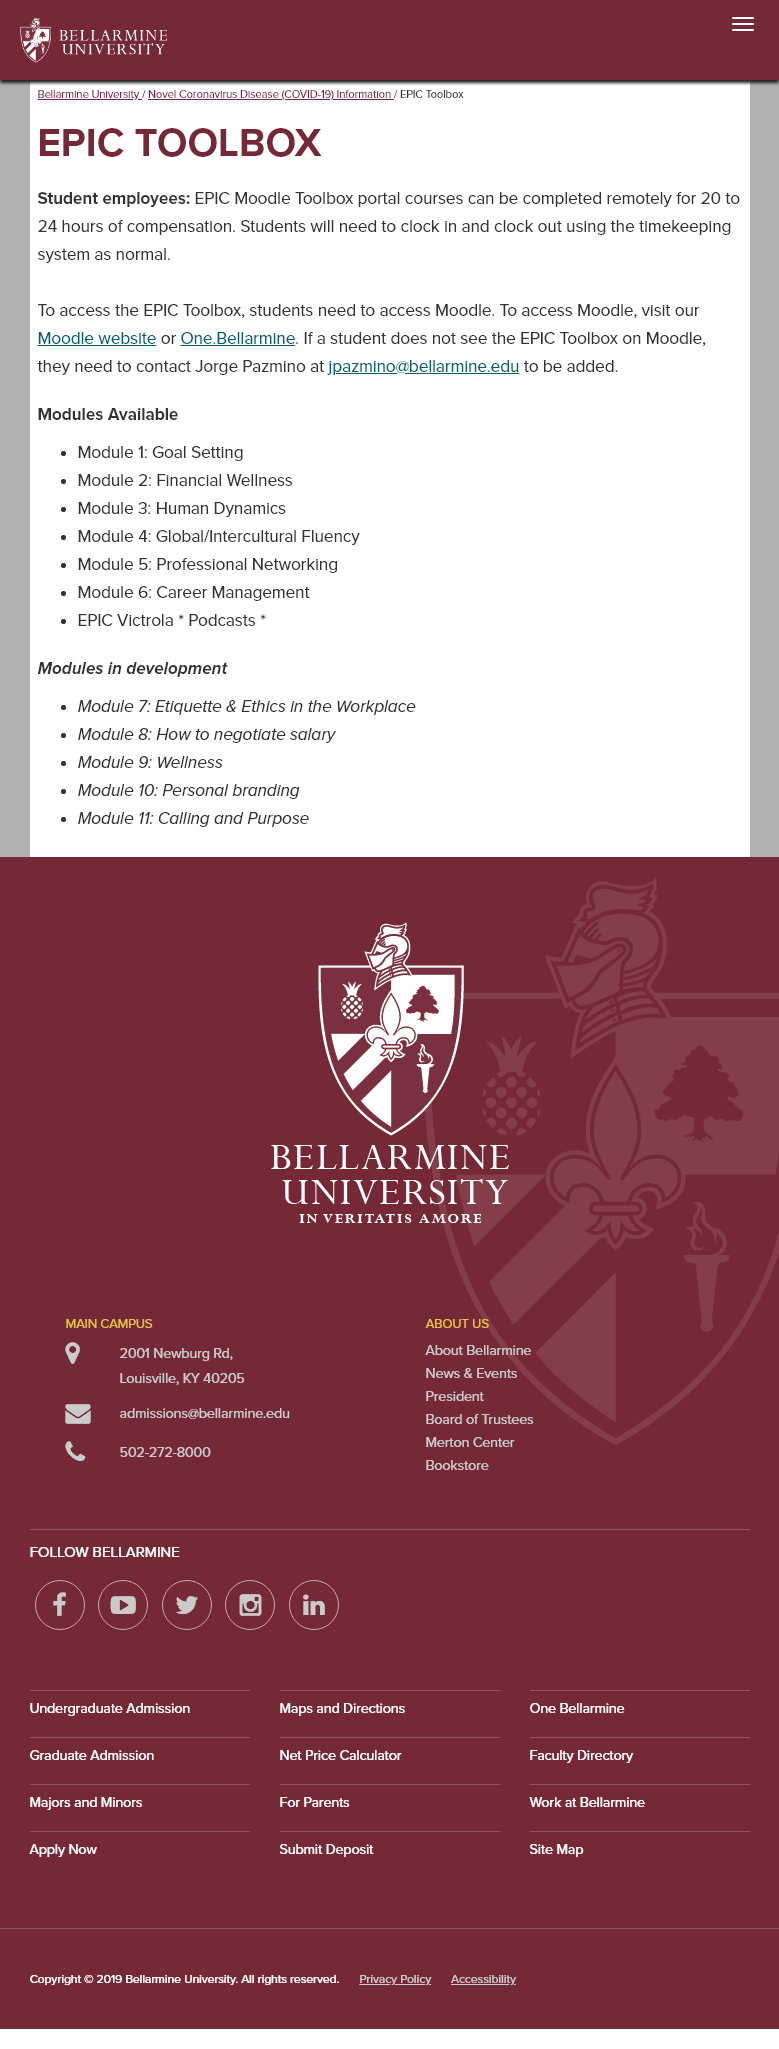 BELLARMINE
UNIVERSITY
Bellarmine University / Novel Coronavirus Disease (COVID-19) Information / EPIC Toolbox
EPIC TOOLBOX
Student employees: EPIC Moodle Toolbox portal courses can be completed remotely for 20 to
24 hours of compensation. Students will need to clock in and clock out using the timekeeping
system as normal.
To access the EPIC Toolbox, students need to access Moodle. To access Moodle, visit our
Moodle website or One.Bellarmine. If a student does not see the EPIC Toolbox on Moodle,
they need to contact Jorge Pazmino at jpazmino@bellarmine.edu to be added.
Modules Available
• Module 1: Goal Setting
• Module 2: Financial Wellness
• Module 3: Human Dynamics
• Module 4: Global/Intercultural Fluency
• Module 5: Professional Networking
• Module 6: Career Management
• EPIC Victrola * Podcasts *
Modules in development
• Module 7: Etiquette & Ethics in the Workplace
• Module 8: How to negotiate salary
• Module 9: Wellness
• Module 10: Personal branding
• Module 11: Calling and Purpose
BELLARMINE
UNIVERSITY
IN VERITATIS AMORE
MAIN CAMPUS
2001 Newburg Rd,
Louisville, KY 40205
admissions@bellarmine.edu
502-272-8000
ABOUT US
About Bellarmine
News & Events
President
Board of Trustees
Merton Center
Bookstore
FOLLOW BELLARMINE
Undergraduate Admission
Graduate Admission
Majors and Minors
Apply Now
Maps and Directions
Net Price Calculator
For Parents
Submit Deposit
One Bellarmine
Faculty Directory
Work at Bellarmine
Site Map
Copyright © 2019 Bellarmine University. All rights reserved. Privacy Policy Accessibility